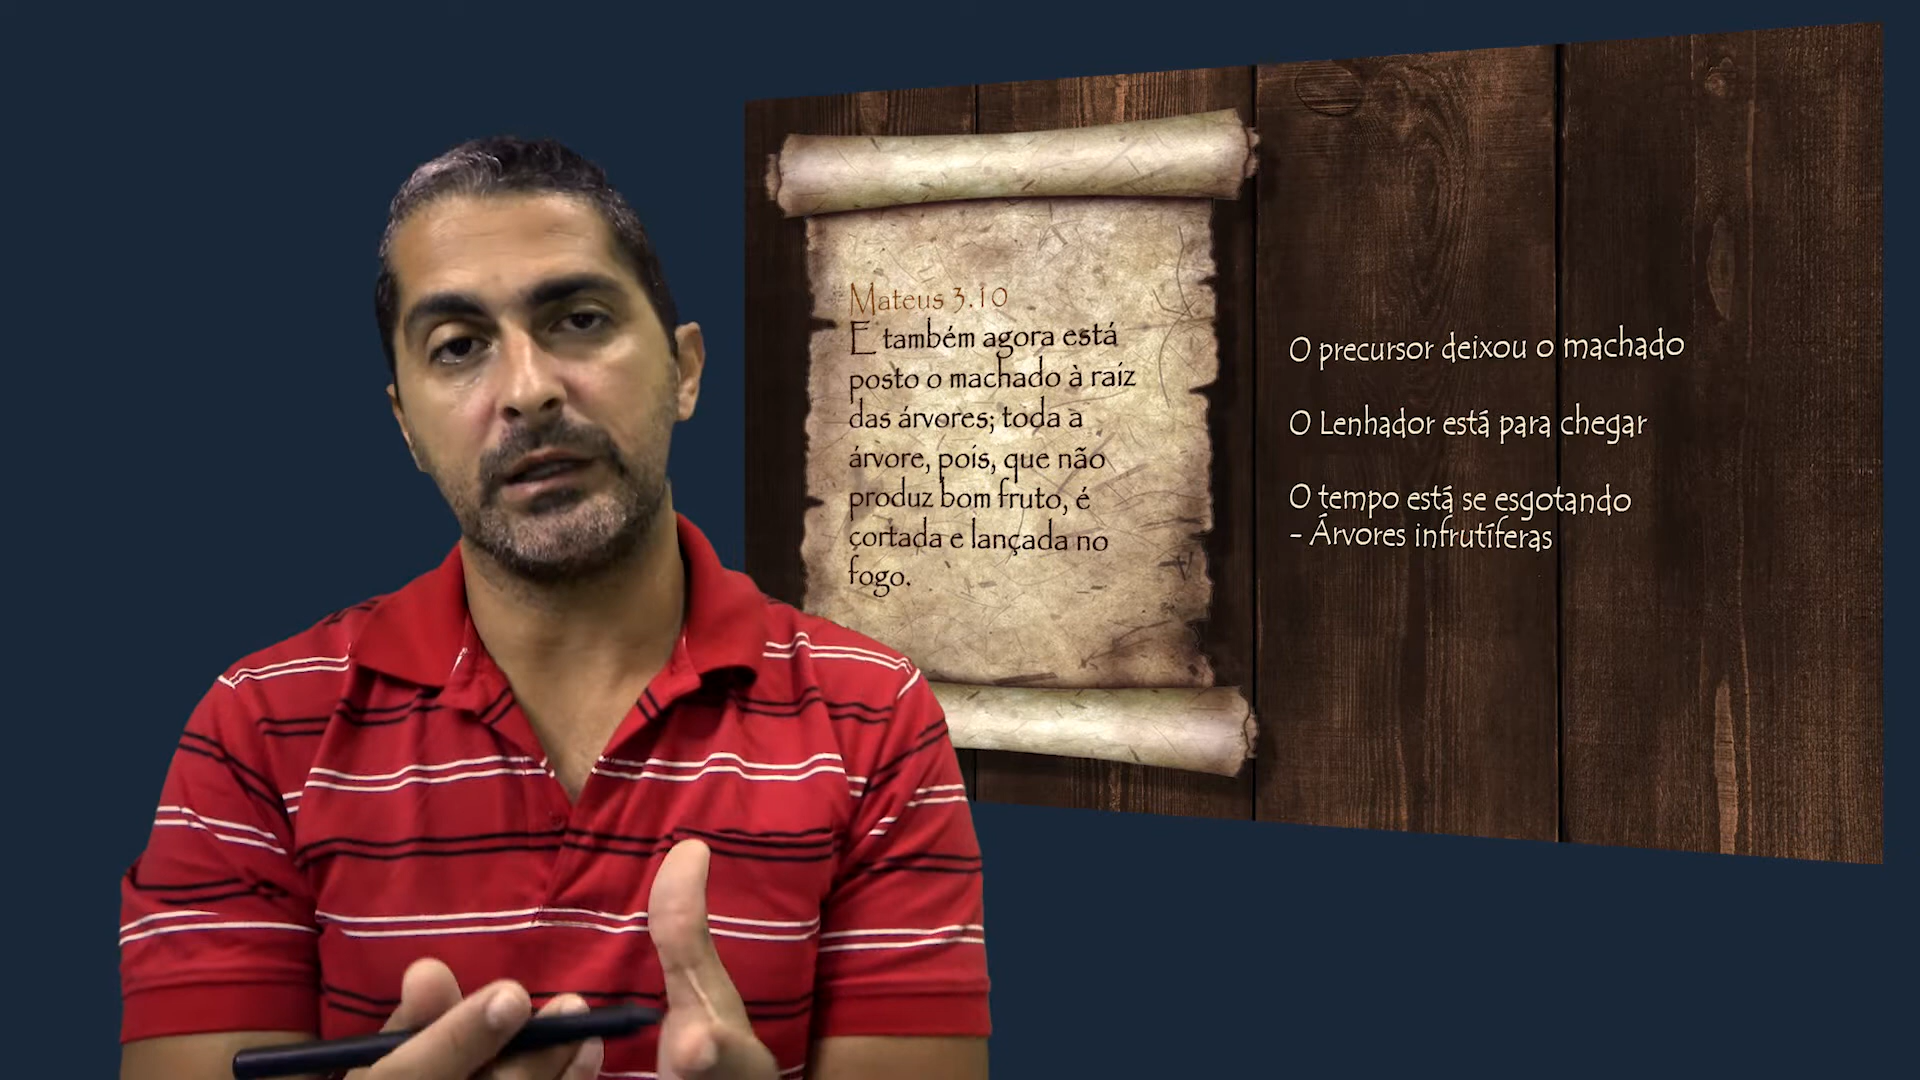 Mateus 3.10
E também agora está
posto o machado à raíz
das árvores; toda a
árvore, pois, que não
produz bom fruto, é
cortada e lançada no
fogo.
O precursor deixou o machado
O Lenhador está para chegar
O tempo está se esgotando
- Árvores infrutíferas